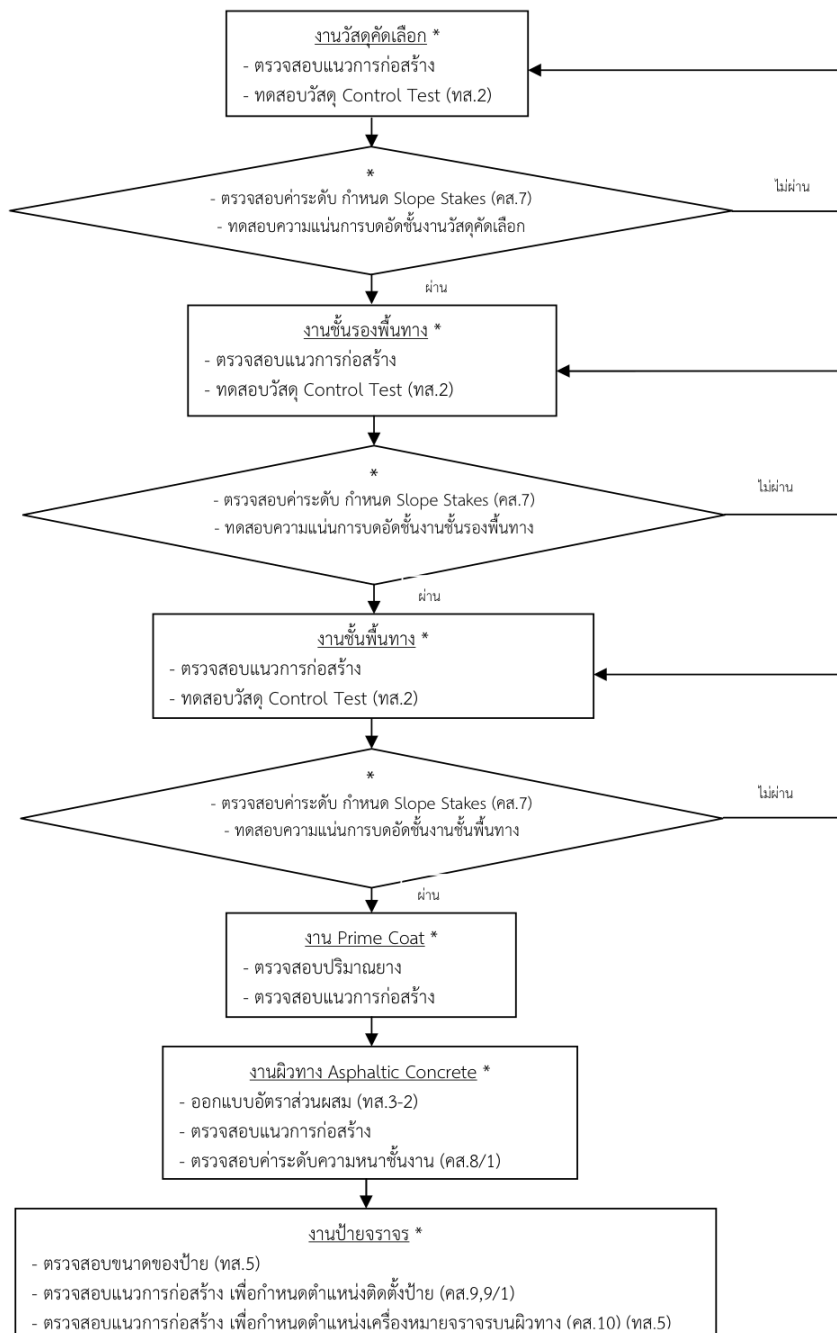 งานวัสดุคัดเลือก *
- ตรวจสอบแนวการก่อสร้าง
- ทดสอบวัสดุ Control Test (ทส.2)
*
- ตรวจสอบค่าระดับ กำหนด Slope Stakes (คส.7)
- ทดสอบความแน่นการบดอัดชั้นงานวัสดุคัดเลือก
ไม่ผ่าน
ผ่าน
งานชั้นรองพื้นทาง *
- ตรวจสอบแนวการก่อสร้าง
- ทดสอบวัสดุ Control Test (ทส.2)
*
- ตรวจสอบค่าระดับ กำหนด Slope Stakes (คส.7)
- ทดสอบความแน่นการบดอัดชั้นงานชั้นรองพื้นทาง
ไม่ผ่าน
ผ่าน
งานชั้นพื้นทาง *
- ตรวจสอบแนวการก่อสร้าง
- ทดสอบวัสดุ Control Test (ทส.2)
*
- ตรวจสอบค่าระดับ กำหนด Slope Stakes (คส.7)
- ทดสอบความแน่นการบดอัดชั้นงานชั้นพื้นทาง
ไม่ผ่าน
ผ่าน
งาน Prime Coat *
- ตรวจสอบปริมาณยาง
- ตรวจสอบแนวการก่อสร้าง
งานผิวทาง Asphaltic Concrete *
- ออกแบบอัตราส่วนผสม (ทส.3-2)
- ตรวจสอบแนวการก่อสร้าง
- ตรวจสอบค่าระดับความหนาชั้นงาน (คส.8/1)
งานป้ายจราจร *
- ตรวจสอบขนาดของป้าย (ทส.5)
- ตรวจสอบแนวการก่อสร้าง เพื่อกำหนดตำแหน่งติดตั้งป้าย (คส.9,9/1)
- ตรวจสอบแนวการก่อสร้าง เพื่อกำหนดตำแหน่งเครื่องหมายจราจรบนผิวทาง (คส.10) (ทส.5)